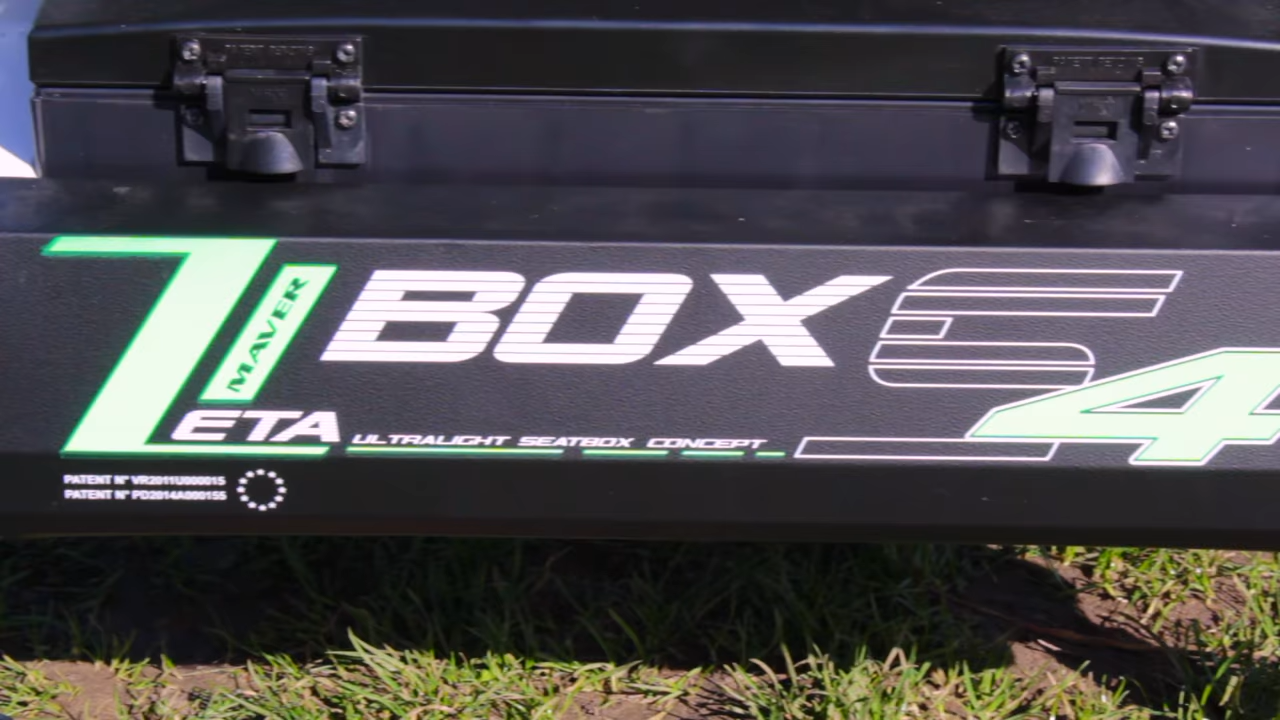 ZETA
MAVER
BOX S4
ULTRALIGHT SEATBOX CONCEPT
PATENT N° VR2011U000015
PATENT N° PD2014A000155